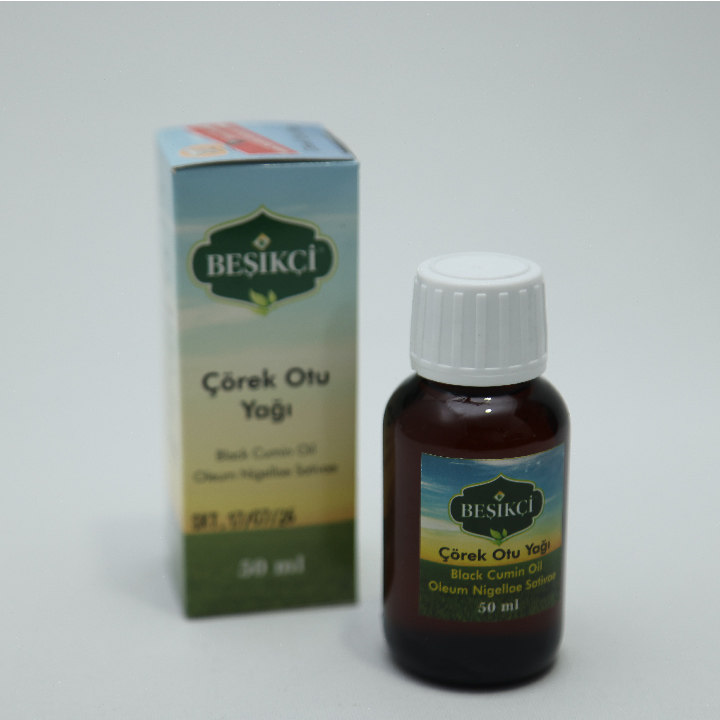 BEŞİKÇİ
Çörek Otu
Yağı
Black Cumin Oil
Oleum Nigellae Sativae
50 ml
BEŞİKÇİ
Çörek Otu Yağı
Black Cumin Oil
Oleum Nigellae Sativae
50 ml